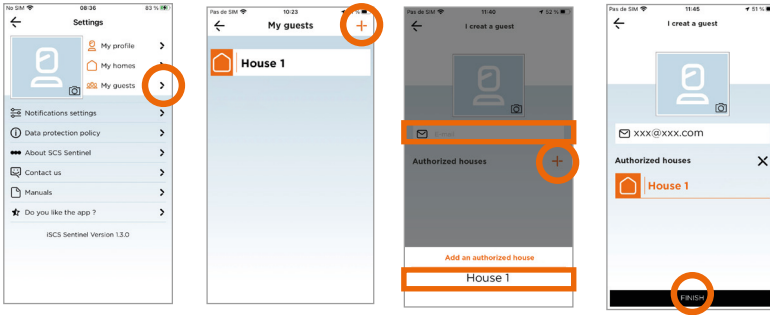 No SIM 08:36 83 %
Settings
My profile
My homes
My guests
Notifications settings
Data protection policy
About SCS Sentinel
Contact us
Manuals
Do you like the app ?
iSCS Sentinel Version 1.3.0
Pas de SIM 10:23
My guests
House 1
Pas de SIM 11:40 52 %
I creat a guest
E-mail
Authorized houses
Add an authorized house
House 1
Pas de SIM 11:45 51 %
I creat a guest
xxx@xxx.com
Authorized houses
House 1
FINISH